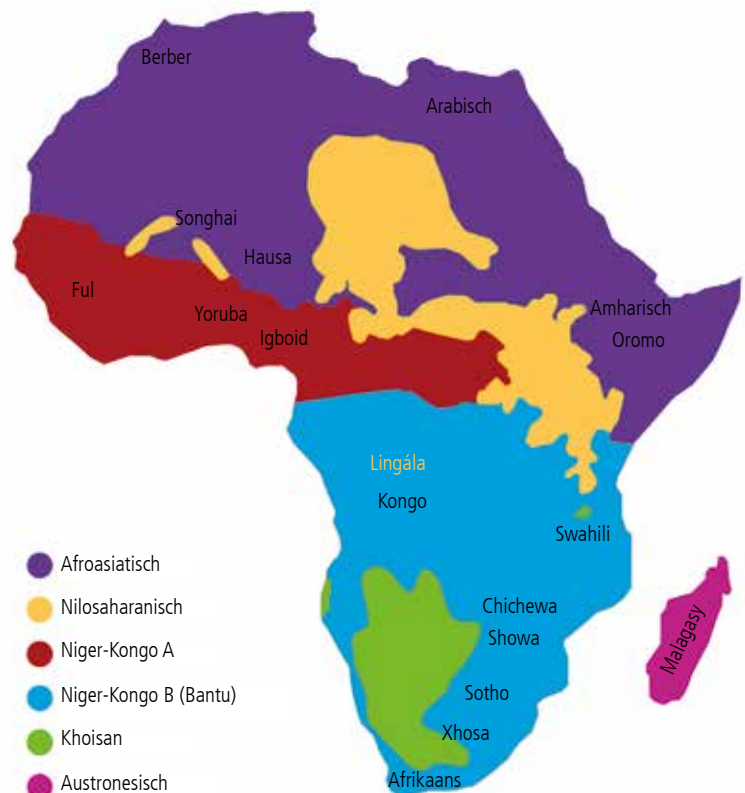 Berber
Arabisch
Songhai
Hausa
Ful
Yoruba
Igboid
Amharisch
Oromo
Lingála
Kongo
Swahili
Chichewa
Showa
Sotho
Xhosa
Afrikaans
Malagasy
Afroasiatisch
Nilosaharanisch
Niger-Kongo A
Niger-Kongo B (Bantu)
Khoisan
Austronesisch